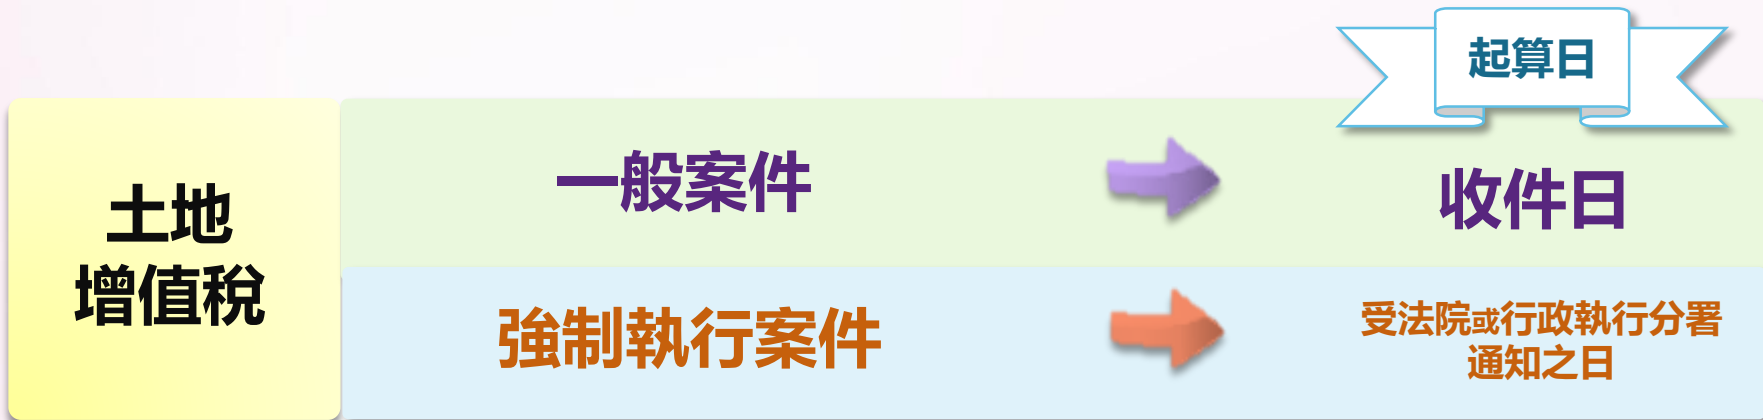 起算日
土地
增值稅
一般案件
收件日
強制執行案件
受法院或行政執行分署
通知之日